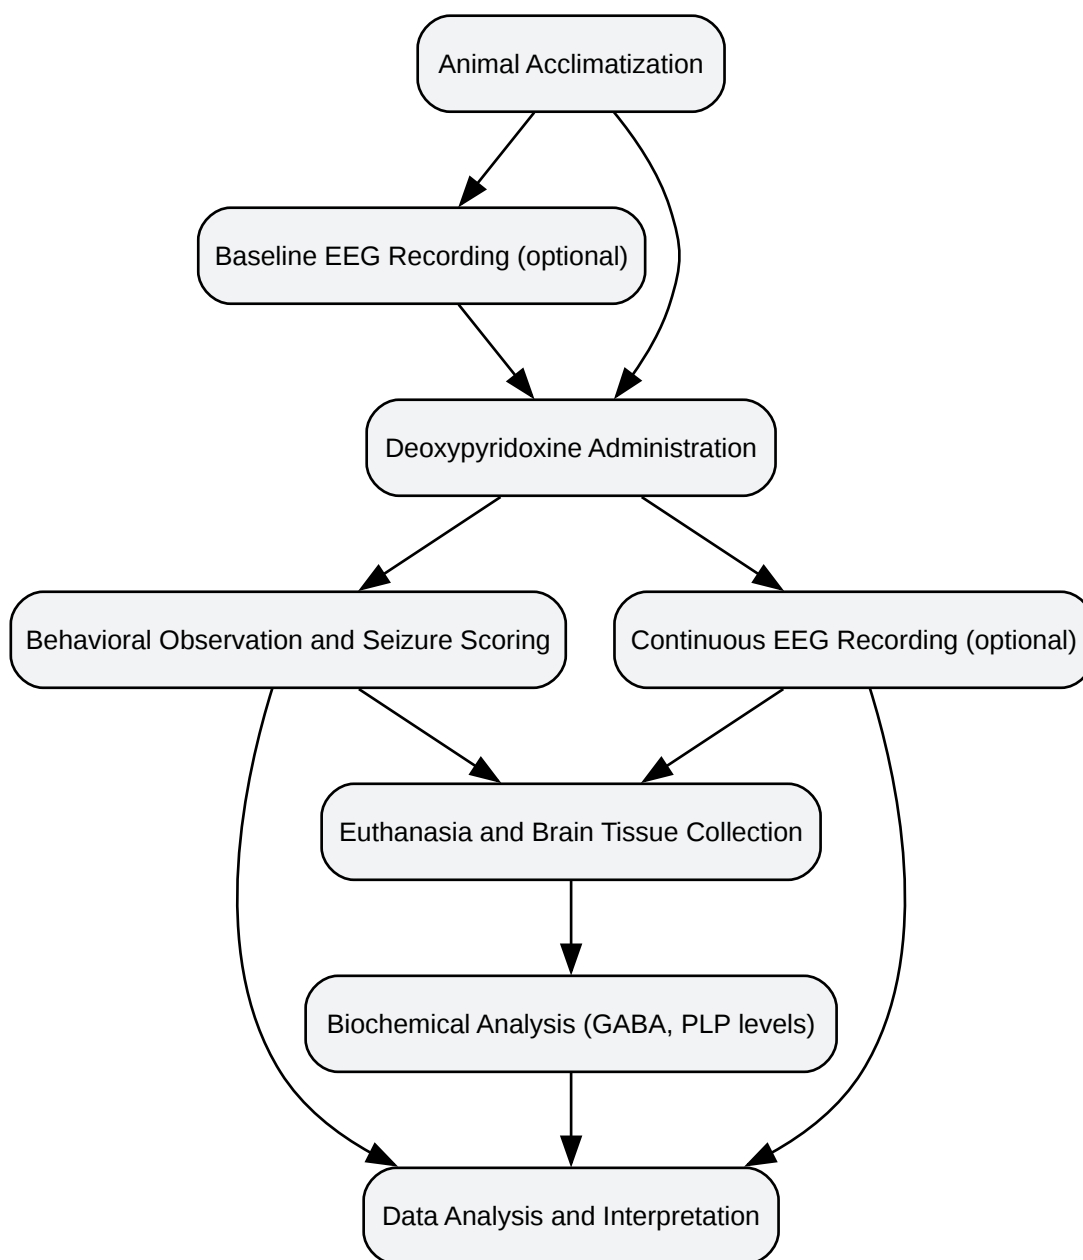 Animal Acclimatization
Baseline EEG Recording (optional)
Deoxypyridoxine Administration
Behavioral Observation and Seizure Scoring
Continuous EEG Recording (optional)
Euthanasia and Brain Tissue Collection
Biochemical Analysis (GABA, PLP levels)
Data Analysis and Interpretation